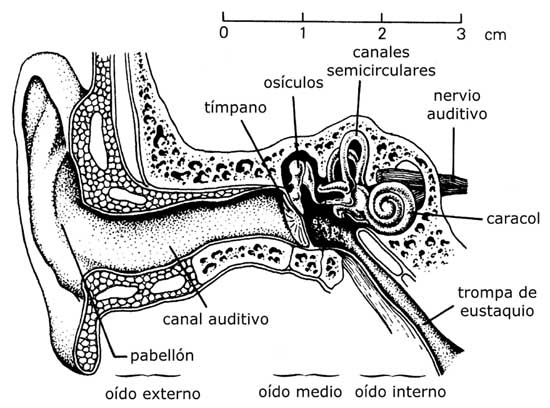 0 1 2 3 cm
canales
semicirculares
osículos
tímpano
nervio
auditivo
caracol
trompa de
eustaquio
canal auditivo
pabellón
oído externo oído medio oído interno